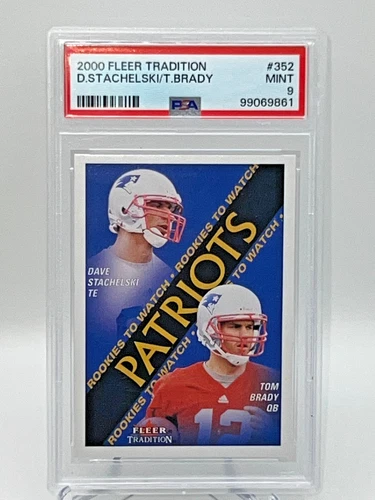 2000 FLEER TRADITION #352
D.STACHELSKI/T.BRADY MINT
9
PSA 99069861
ROOKIES TO WATCH • ROOKIES TO WATCH
PATRIOTS
ROOKIES TO WATCH • ROOKIES TO WATCH •
DAVE
STACHELSKI
TE
TOM
BRADY
QB
12
FLEER
TRADITION